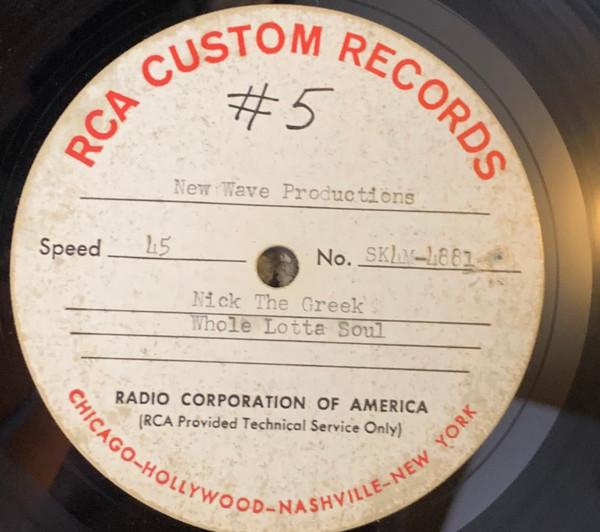 RCA CUSTOM RECORDS
#5
New Wave Productions
Speed 45 No. SK4M-4881
Nick The Greek
Whole Lotta Soul
RADIO CORPORATION OF AMERICA
(RCA Provided Technical Service Only)
CHICAGO–HOLLYWOOD–NASHVILLE–NEW YORK